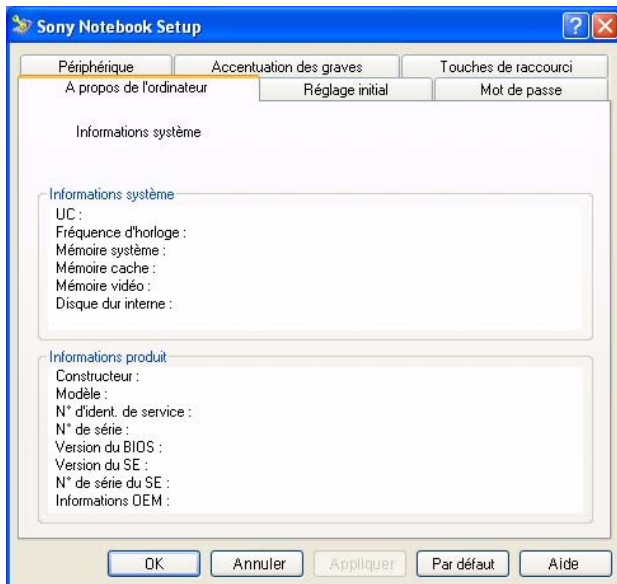 Sony Notebook Setup
Périphérique
Accentuation des graves
Touches de raccourci
A propos de l'ordinateur
Réglage initial
Mot de passe
Informations système
Informations système
UC :
Fréquence d'horloge :
Mémoire système :
Mémoire cache :
Mémoire vidéo :
Disque dur interne :
Informations produit
Constructeur :
Modèle :
N° d'ident. de service :
N° de série :
Version du BIOS :
Version du SE :
N° de série du SE :
Informations OEM :
OK
Annuler
Appliquer
Par défaut
Aide